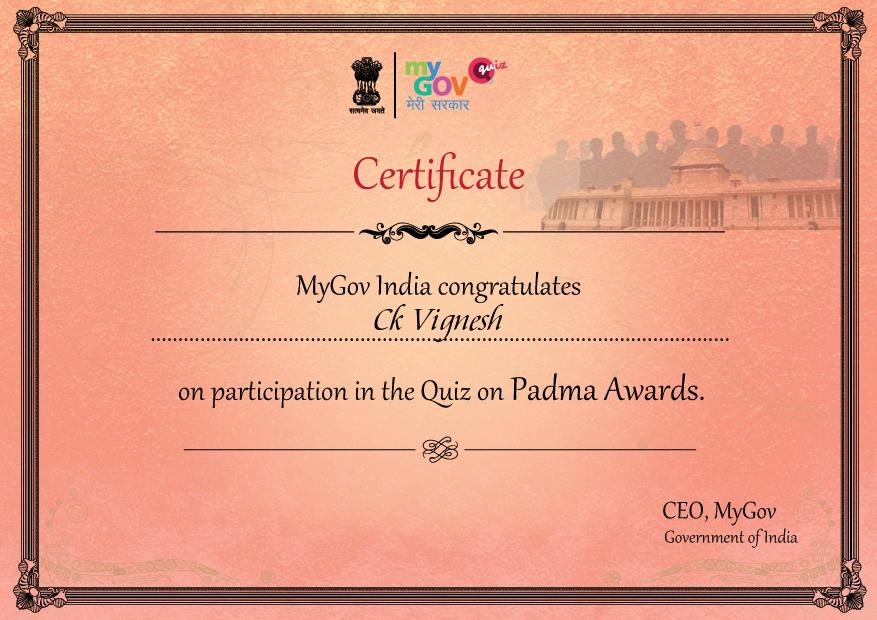 सत्यमेव जयते
my
GOV
quiz
मेरी सरकार
Certificate
MyGov India congratulates
Ck Vignesh
on participation in the Quiz on Padma Awards.
CEO, MyGov
Government of India